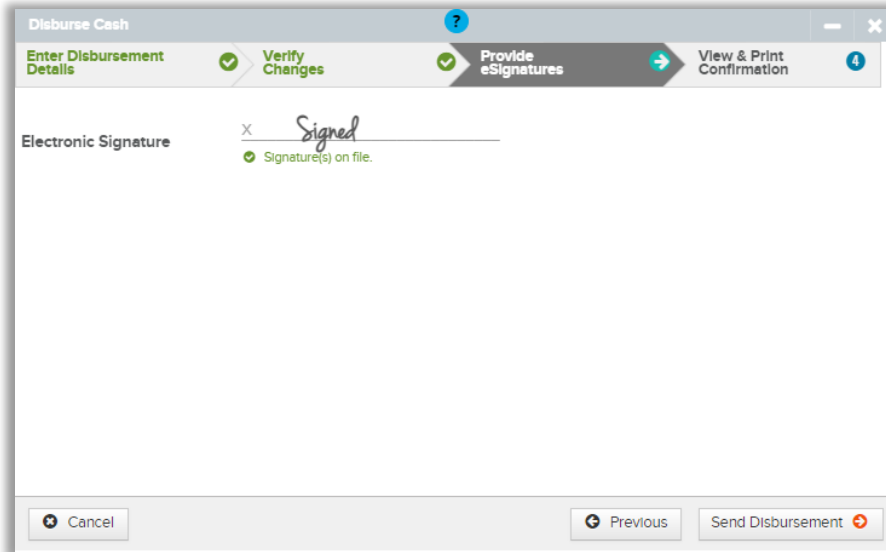 Disburse Cash ?
Enter Disbursement
Details
Verify
Changes
Provide
eSignatures
View & Print
Confirmation
4
Electronic Signature
X Signed
Signature(s) on file.
Cancel
Previous
Send Disbursement